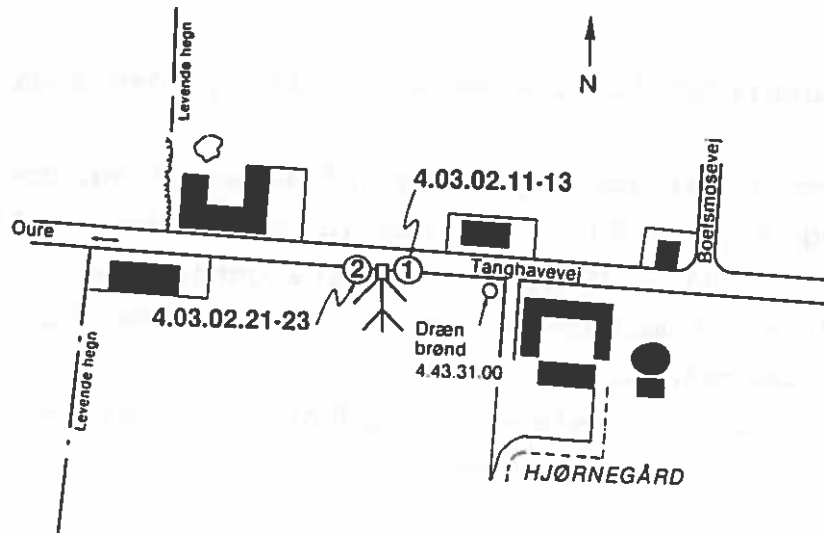 Levende hegn
N
4.03.02.11-13
Boelsmosevej
Oure
2
1
Tanghavevej
4.03.02.21-23
Dræn
brønd
4.43.31.00
Levende hegn
HJØRNEGÅRD